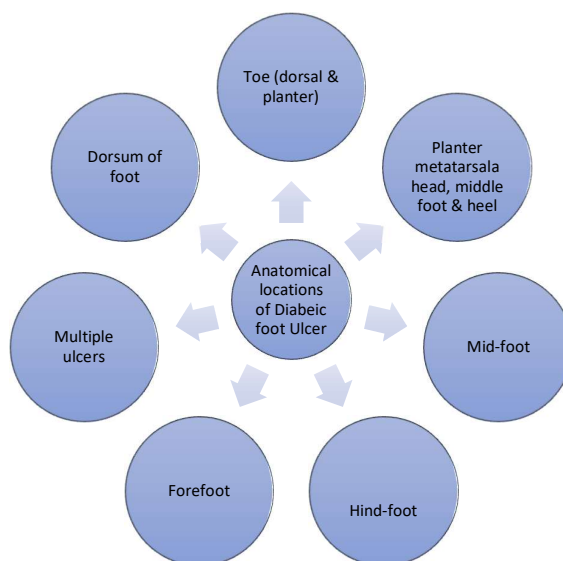 Toe (dorsal &
planter)
Planter
metatarsala
head, middle
foot & heel
Mid-foot
Hind-foot
Forefoot
Multiple
ulcers
Dorsum of
foot
Anatomical
locations
of Diabeic
foot Ulcer